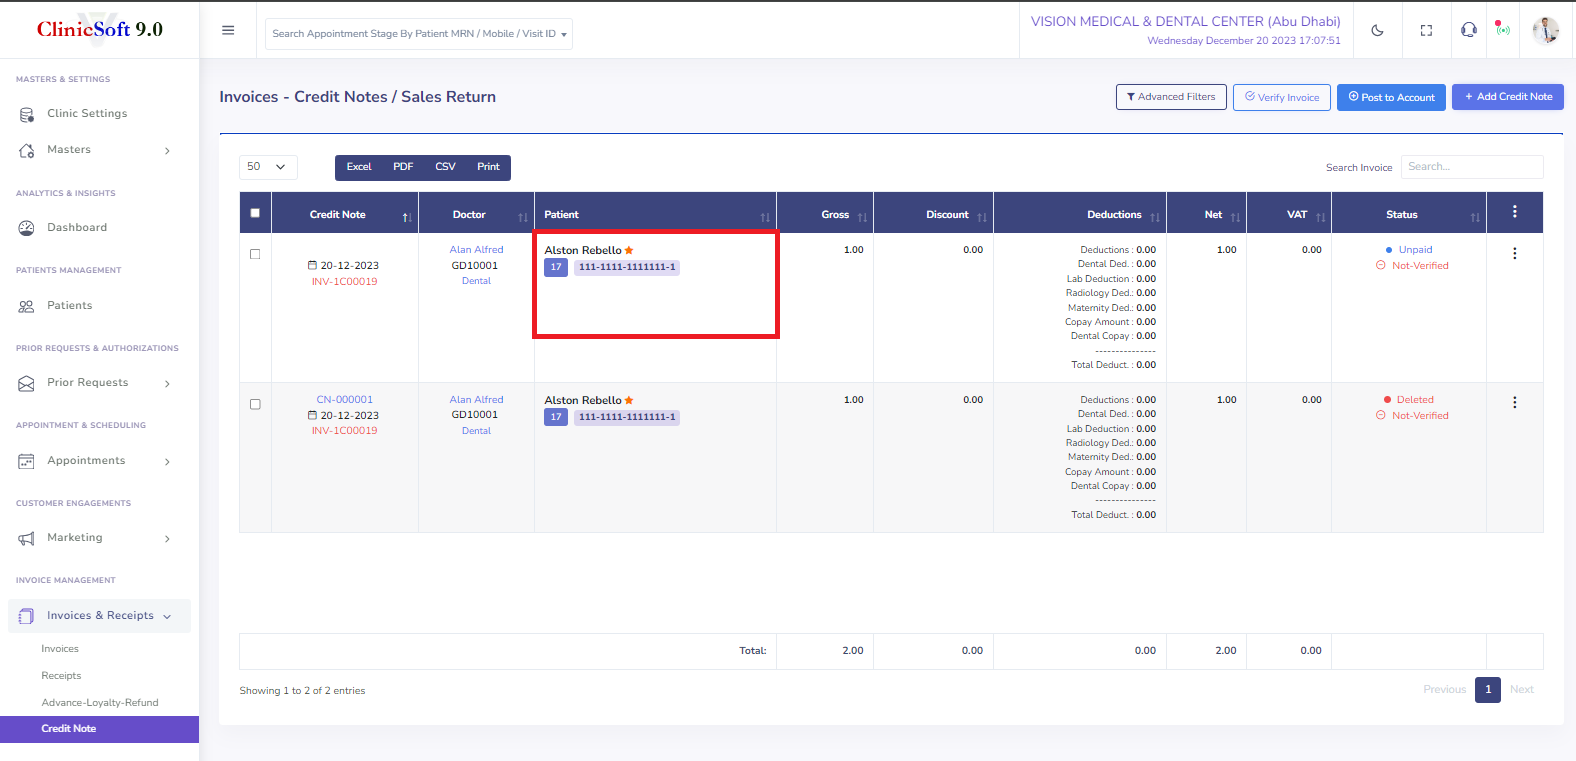 ClinicSoft 9.0
Search Appointment Stage By Patient MRN / Mobile / Visit ID
VISION MEDICAL & DENTAL CENTER (Abu Dhabi)
Wednesday December 20 2023 17:07:51
MASTERS & SETTINGS
Clinic Settings
Masters
ANALYTICS & INSIGHTS
Dashboard
PATIENTS MANAGEMENT
Patients
PRIOR REQUESTS & AUTHORIZATIONS
Prior Requests
APPOINTMENT & SCHEDULING
Appointments
CUSTOMER ENGAGEMENTS
Marketing
INVOICE MANAGEMENT
Invoices & Receipts
Invoices
Receipts
Advance-Loyalty-Refund
Credit Note
Invoices - Credit Notes / Sales Return
Advanced Filters
Verify Invoice
Post to Account
+ Add Credit Note
50
Excel PDF CSV Print
Search Invoice Search...
Credit Note Doctor Patient Gross Discount Deductions Net VAT Status
20-12-2023
INV-1C00019
Alan Alfred
GD10001
Dental
Alston Rebello
17 111-1111-1111111-1
1.00
0.00
Deductions : 0.00
Dental Ded. : 0.00
Lab Deduction : 0.00
Radiology Ded.: 0.00
Maternity Ded.: 0.00
Copay Amount : 0.00
Dental Copay : 0.00
---------------
Total Deduct. : 0.00
1.00
0.00
Unpaid
Not-Verified
CN-000001
20-12-2023
INV-1C00019
Alan Alfred
GD10001
Dental
Alston Rebello
17 111-1111-1111111-1
1.00
0.00
Deductions : 0.00
Dental Ded. : 0.00
Lab Deduction : 0.00
Radiology Ded.: 0.00
Maternity Ded.: 0.00
Copay Amount : 0.00
Dental Copay : 0.00
---------------
Total Deduct. : 0.00
1.00
0.00
Deleted
Not-Verified
Total: 2.00 0.00 0.00 2.00 0.00
Showing 1 to 2 of 2 entries
Previous 1 Next